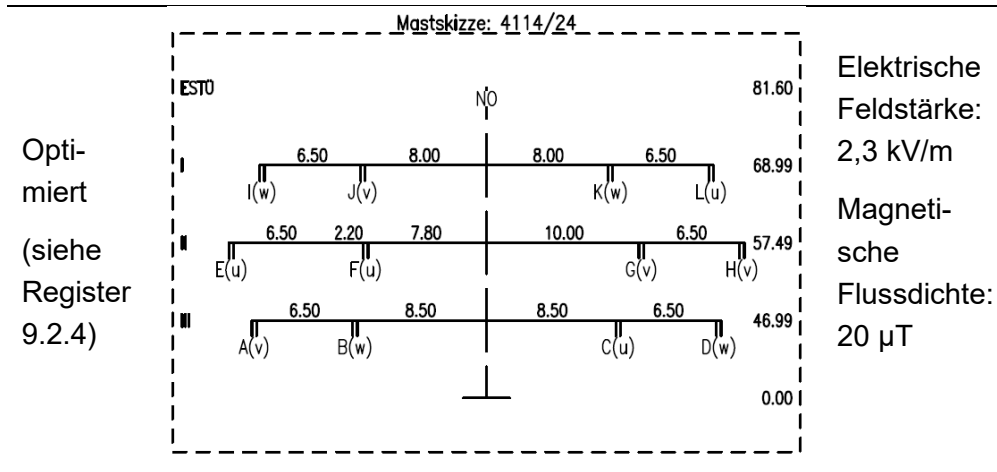 Mastskizze: 4114/24
ESTÜ
NO
81.60
I
6.50 8.00 8.00 6.50
68.99
I(w) J(v) K(w) L(u)
II
6.50 2.20 7.80 10.00 6.50
57.49
E(u) F(u) G(v) H(v)
III
6.50 8.50 8.50 6.50
46.99
A(v) B(w) C(u) D(w)
0.00
Opti-
miert
(siehe
Register
9.2.4)
Elektrische
Feldstärke:
2,3 kV/m
Magneti-
sche
Flussdichte:
20 µT